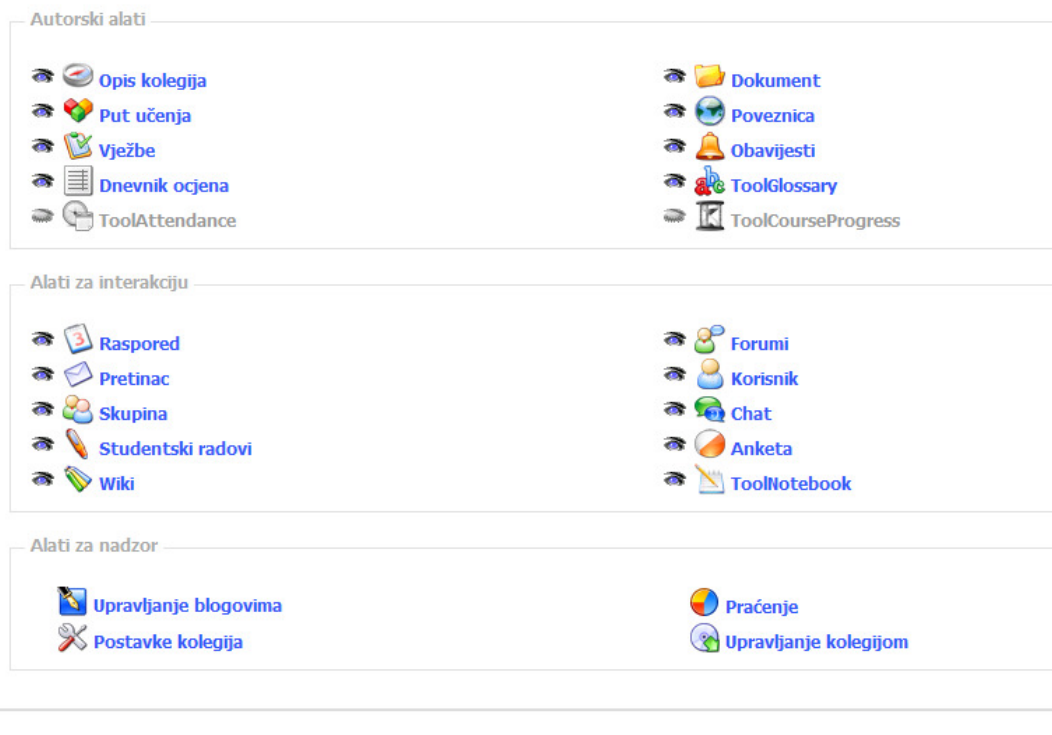 Autorski alati
Opis kolegija
Dokument
Put učenja
Poveznica
Vježbe
Obavijesti
Dnevnik ocjena
ToolGlossary
ToolAttendance
ToolCourseProgress
Alati za interakciju
Raspored
Forumi
Pretinac
Korisnik
Skupina
Chat
Studentski radovi
Anketa
Wiki
ToolNotebook
Alati za nadzor
Upravljanje blogovima
Praćenje
Postavke kolegija
Upravljanje kolegijom